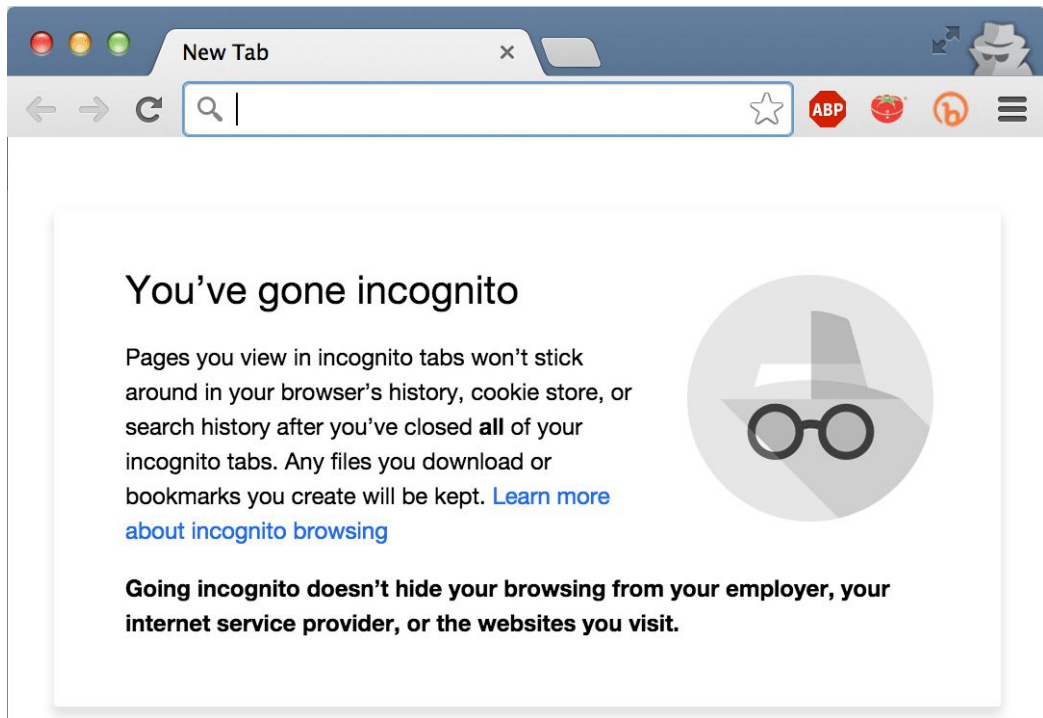 New Tab
ABP
You’ve gone incognito
Pages you view in incognito tabs won’t stick
around in your browser’s history, cookie store, or
search history after you’ve closed all of your
incognito tabs. Any files you download or
bookmarks you create will be kept. Learn more
about incognito browsing
Going incognito doesn’t hide your browsing from your employer, your
internet service provider, or the websites you visit.